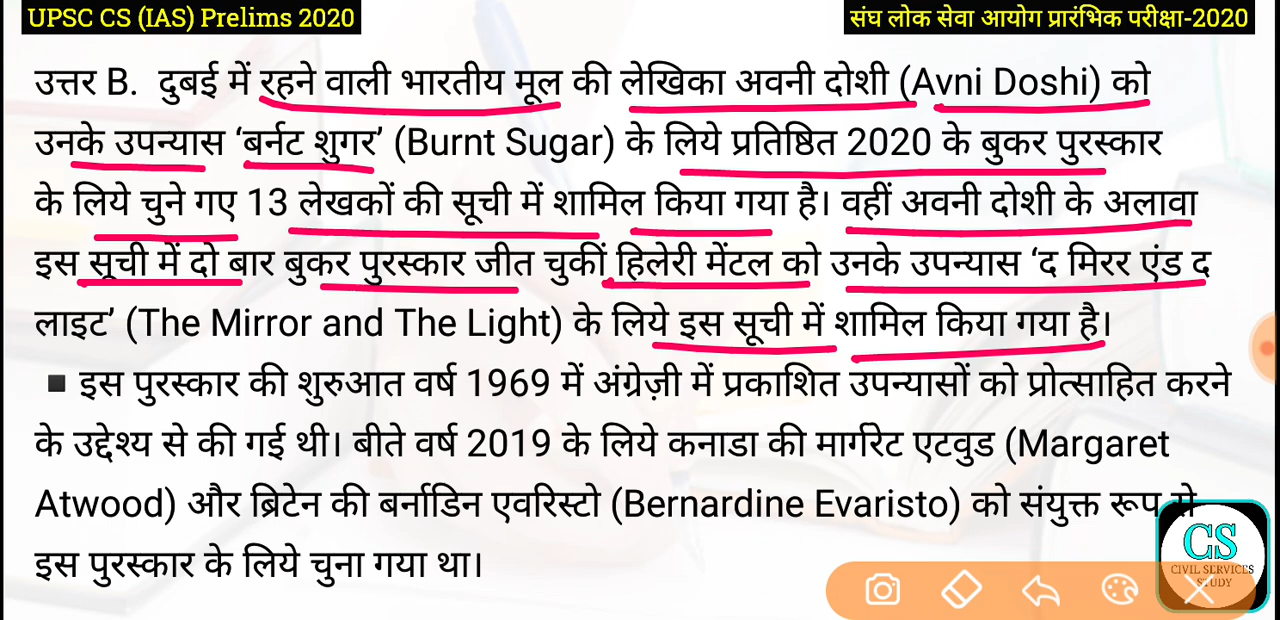 UPSC CS (IAS) Prelims 2020
संघ लोक सेवा आयोग प्रारंभिक परीक्षा-2020
उत्तर B. दुबई में रहने वाली भारतीय मूल की लेखिका अवनी दोशी (Avni Doshi) को
उनके उपन्यास ‘बर्नट शुगर’ (Burnt Sugar) के लिये प्रतिष्ठित 2020 के बुकर पुरस्कार
के लिये चुने गए 13 लेखकों की सूची में शामिल किया गया है। वहीं अवनी दोशी के अलावा
इस सूची में दो बार बुकर पुरस्कार जीत चुकीं हिलेरी मेंटल को उनके उपन्यास ‘द मिरर एंड द
लाइट’ (The Mirror and The Light) के लिये इस सूची में शामिल किया गया है।
▪ इस पुरस्कार की शुरुआत वर्ष 1969 में अंग्रेज़ी में प्रकाशित उपन्यासों को प्रोत्साहित करने
के उद्देश्य से की गई थी। बीते वर्ष 2019 के लिये कनाडा की मार्गरेट एटवुड (Margaret
Atwood) और ब्रिटेन की बर्नाडिन एवरिस्टो (Bernardine Evaristo) को संयुक्त रूप से
इस पुरस्कार के लिये चुना गया था।
CS
CIVIL SERVICES
STUDY